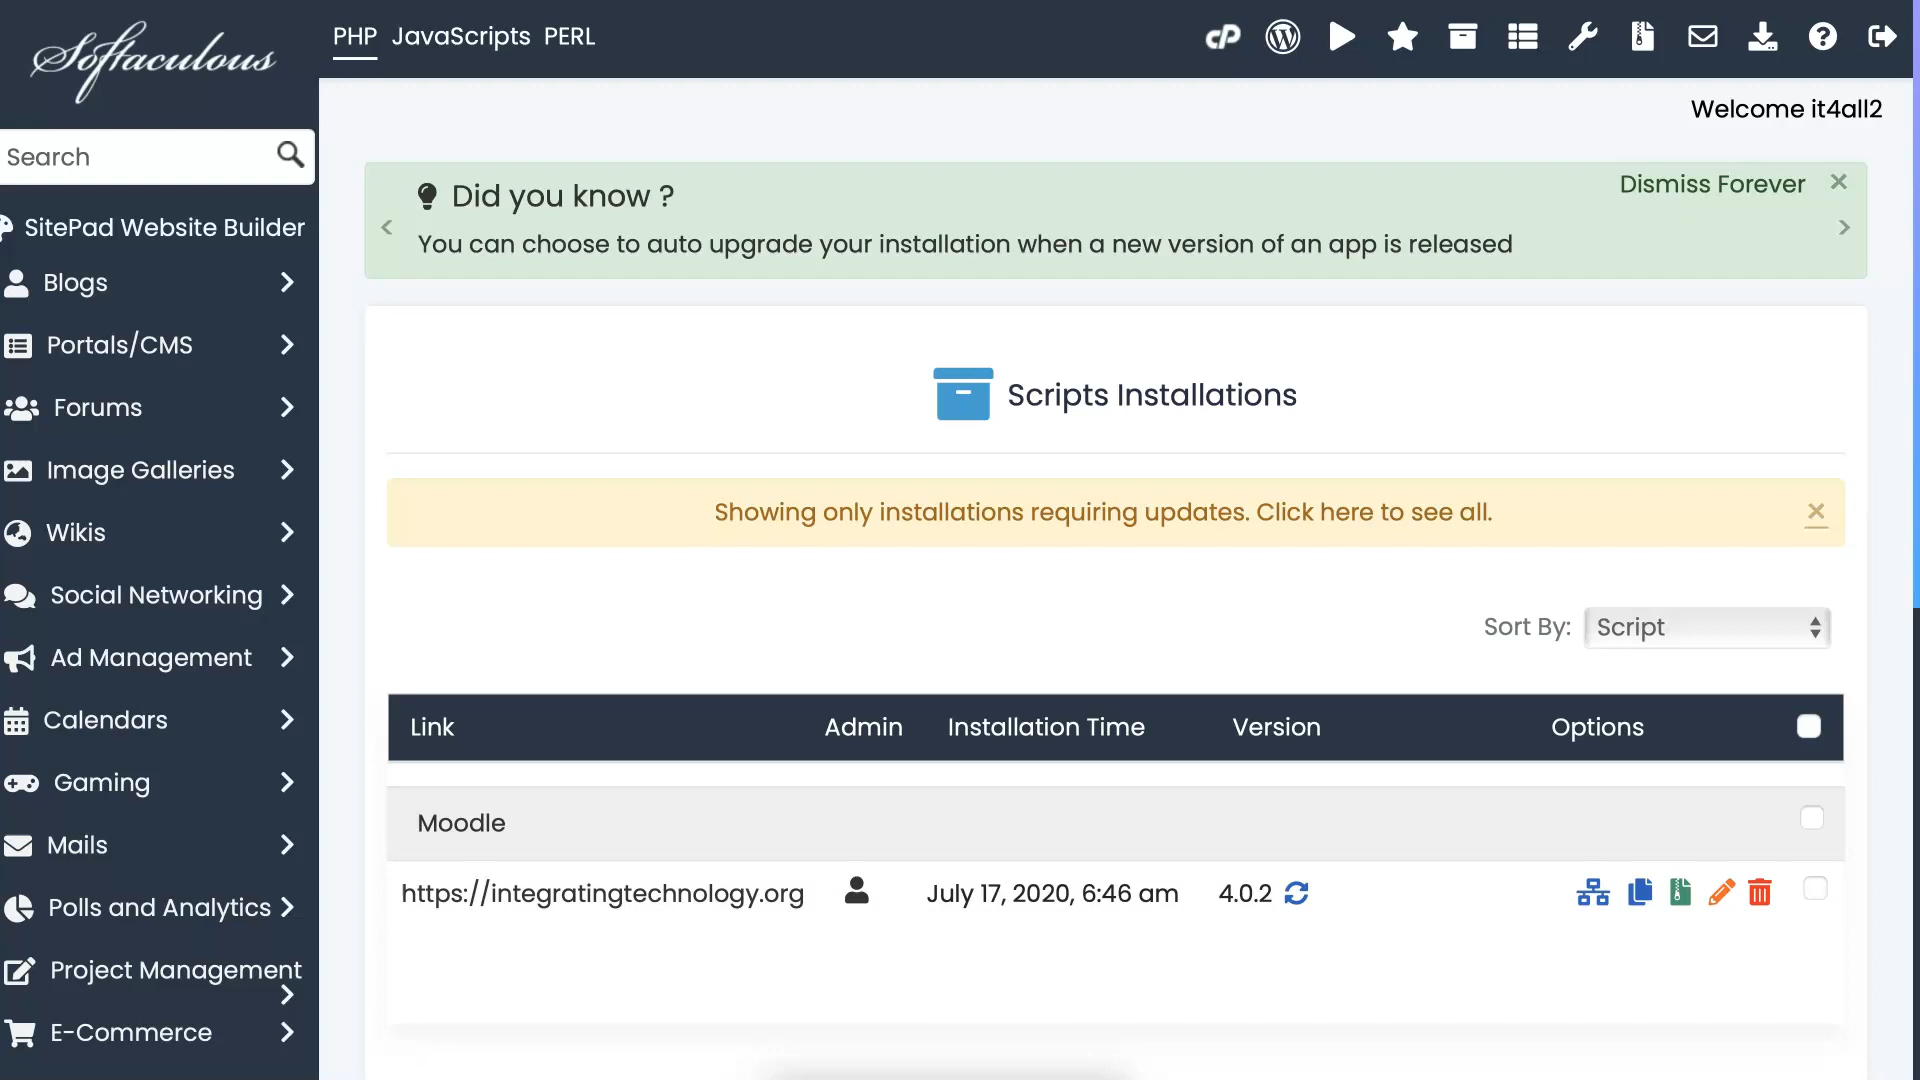 Softaculous
PHP JavaScripts PERL
cP
Welcome it4all2
Search
SitePad Website Builder
Blogs
Portals/CMS
Forums
Image Galleries
Wikis
Social Networking
Ad Management
Calendars
Gaming
Mails
Polls and Analytics
Project Management
E-Commerce
Did you know ?
Dismiss Forever
You can choose to auto upgrade your installation when a new version of an app is released
Scripts Installations
Showing only installations requiring updates. Click here to see all.
Sort By: Script
Link Admin Installation Time Version Options
Moodle
https://integratingtechnology.org July 17, 2020, 6:46 am 4.0.2